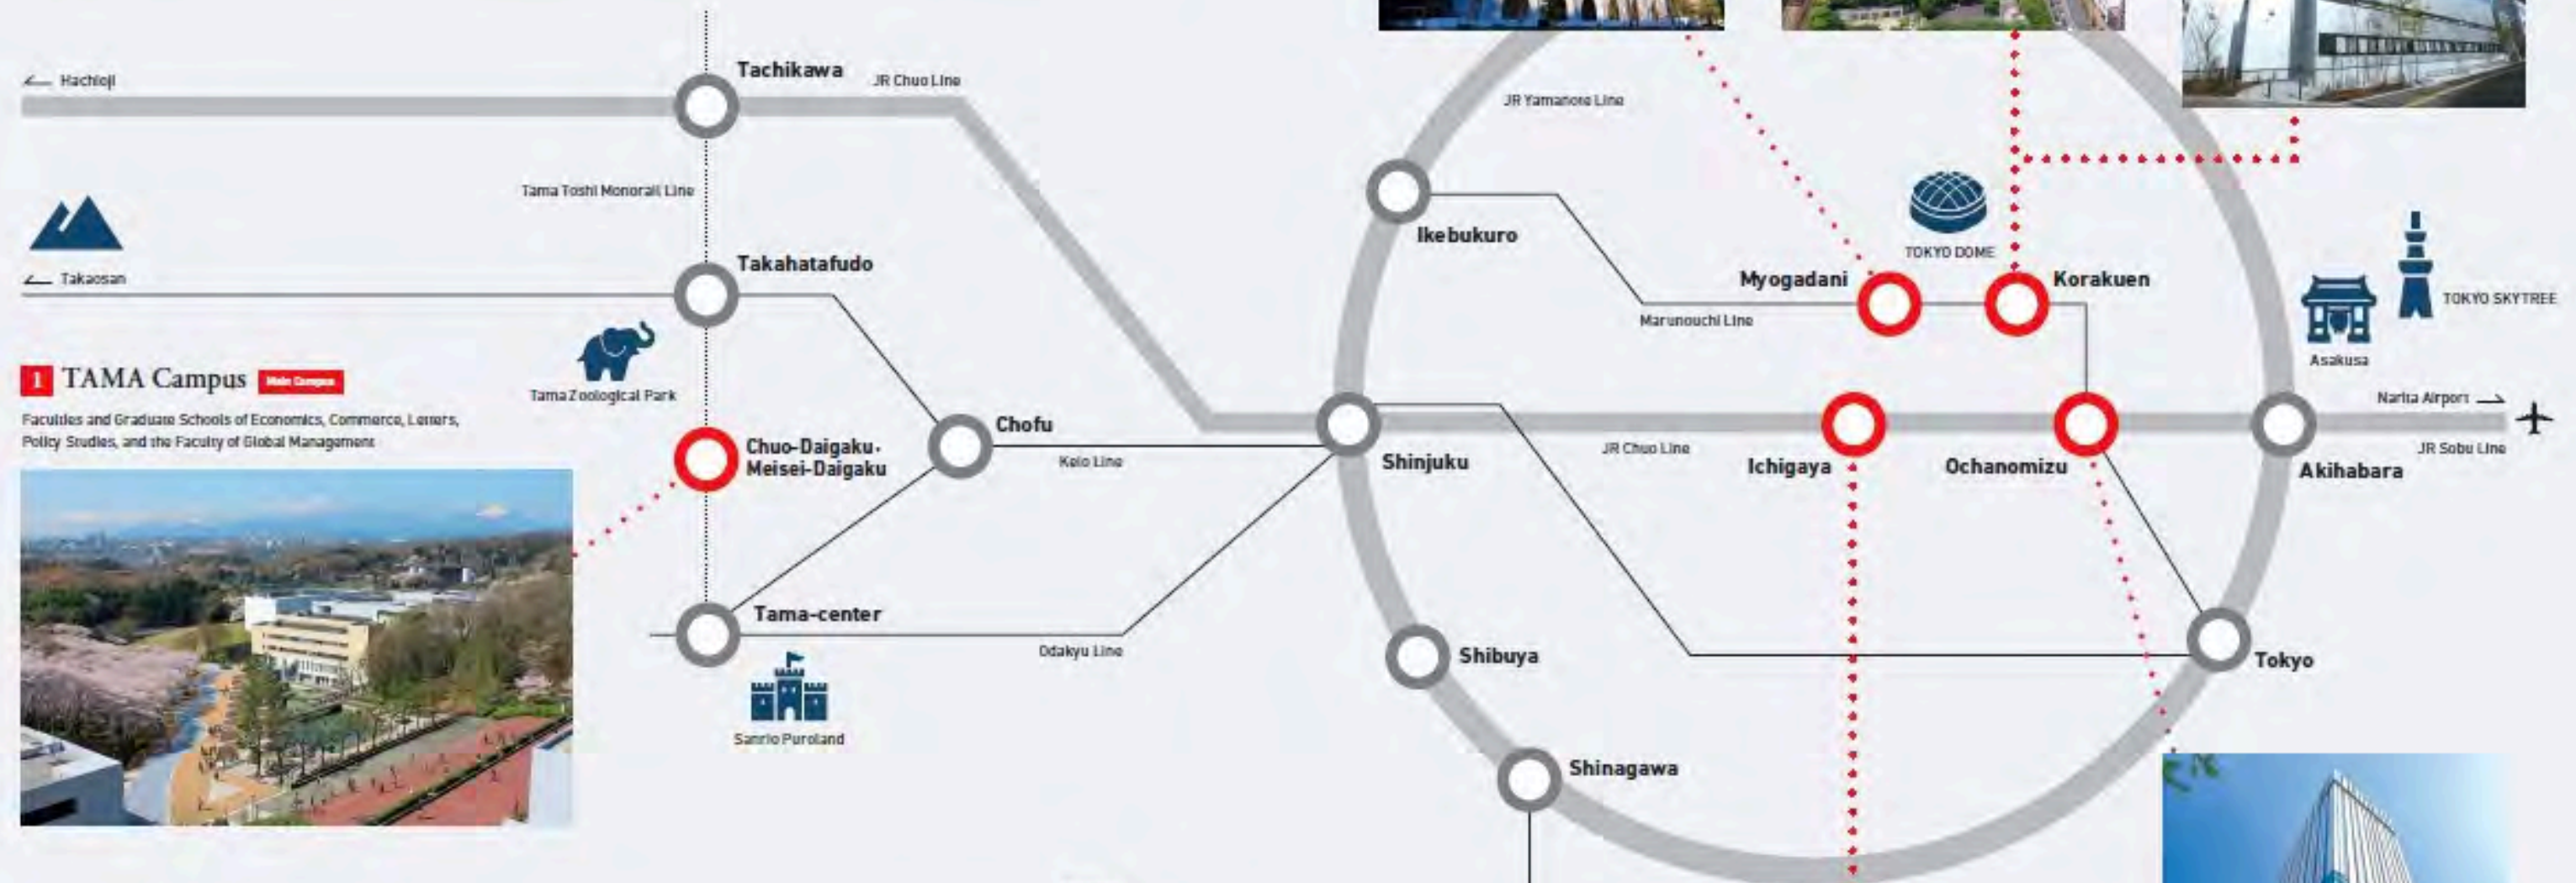 Hachioji
Tachikawa
JR Chuo Line
JR Yamanote Line
Tama Toshi Monorail Line
Ikebukuro
TOKYO DOME
Takahatafudo
Takaosan
Myogadani
Korakuen
Marunouchi Line
TOKYO SKYTREE
Asakusa
1 TAMA Campus Main Campus
Faculties and Graduate Schools of Economics, Commerce, Letters,
Policy Studies, and the Faculty of Global Management
Tama Zoological Park
Chuo-Daigaku・
Meisei-Daigaku
Chofu
Keio Line
Shinjuku
JR Chuo Line
Ichigaya
Ochanomizu
Akihabara
Narita Airport
JR Sobu Line
Tama-center
Odakyu Line
Sanrio Puroland
Shibuya
Tokyo
Shinagawa